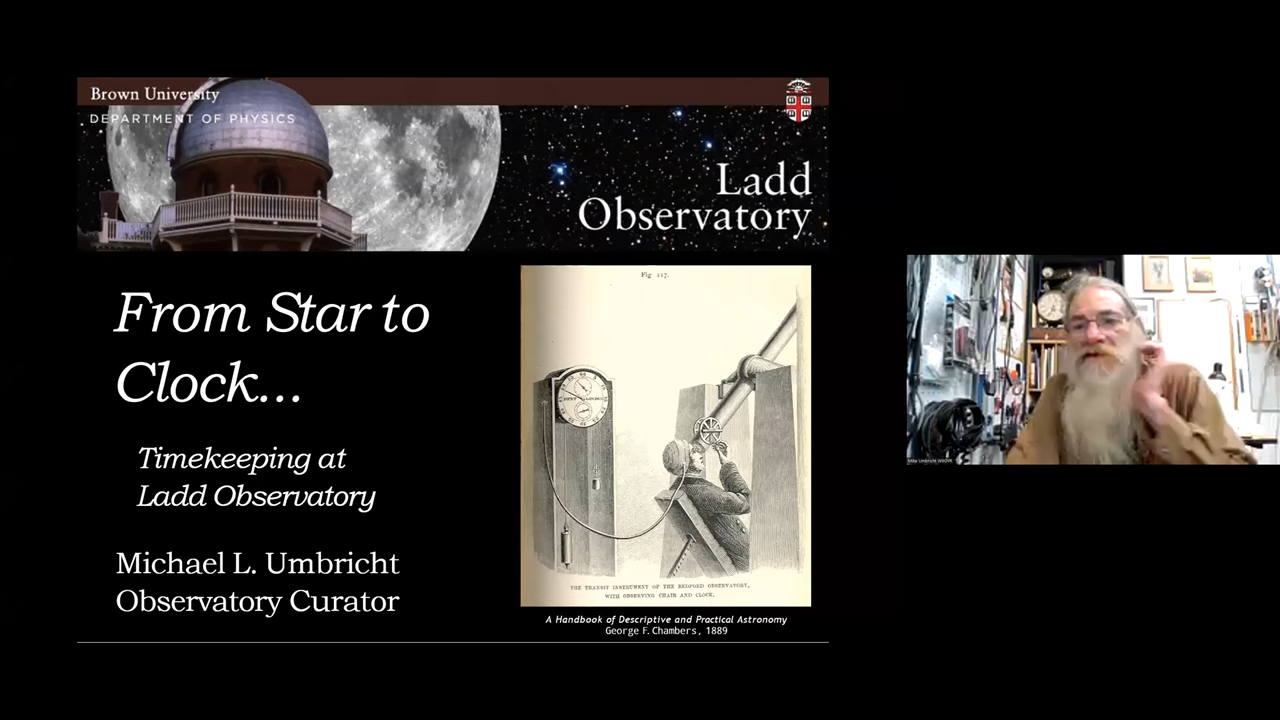 Brown University
DEPARTMENT OF PHYSICS
Ladd
Observatory
From Star to
Clock...
Timekeeping at
Ladd Observatory
Michael L. Umbricht
Observatory Curator
Fig 117.
THE TRANSIT INSTRUMENT OF THE BEDFORD OBSERVATORY,
WITH OBSERVING CHAIR AND CLOCK.
A Handbook of Descriptive and Practical Astronomy
George F. Chambers, 1889
Mike Umbricht